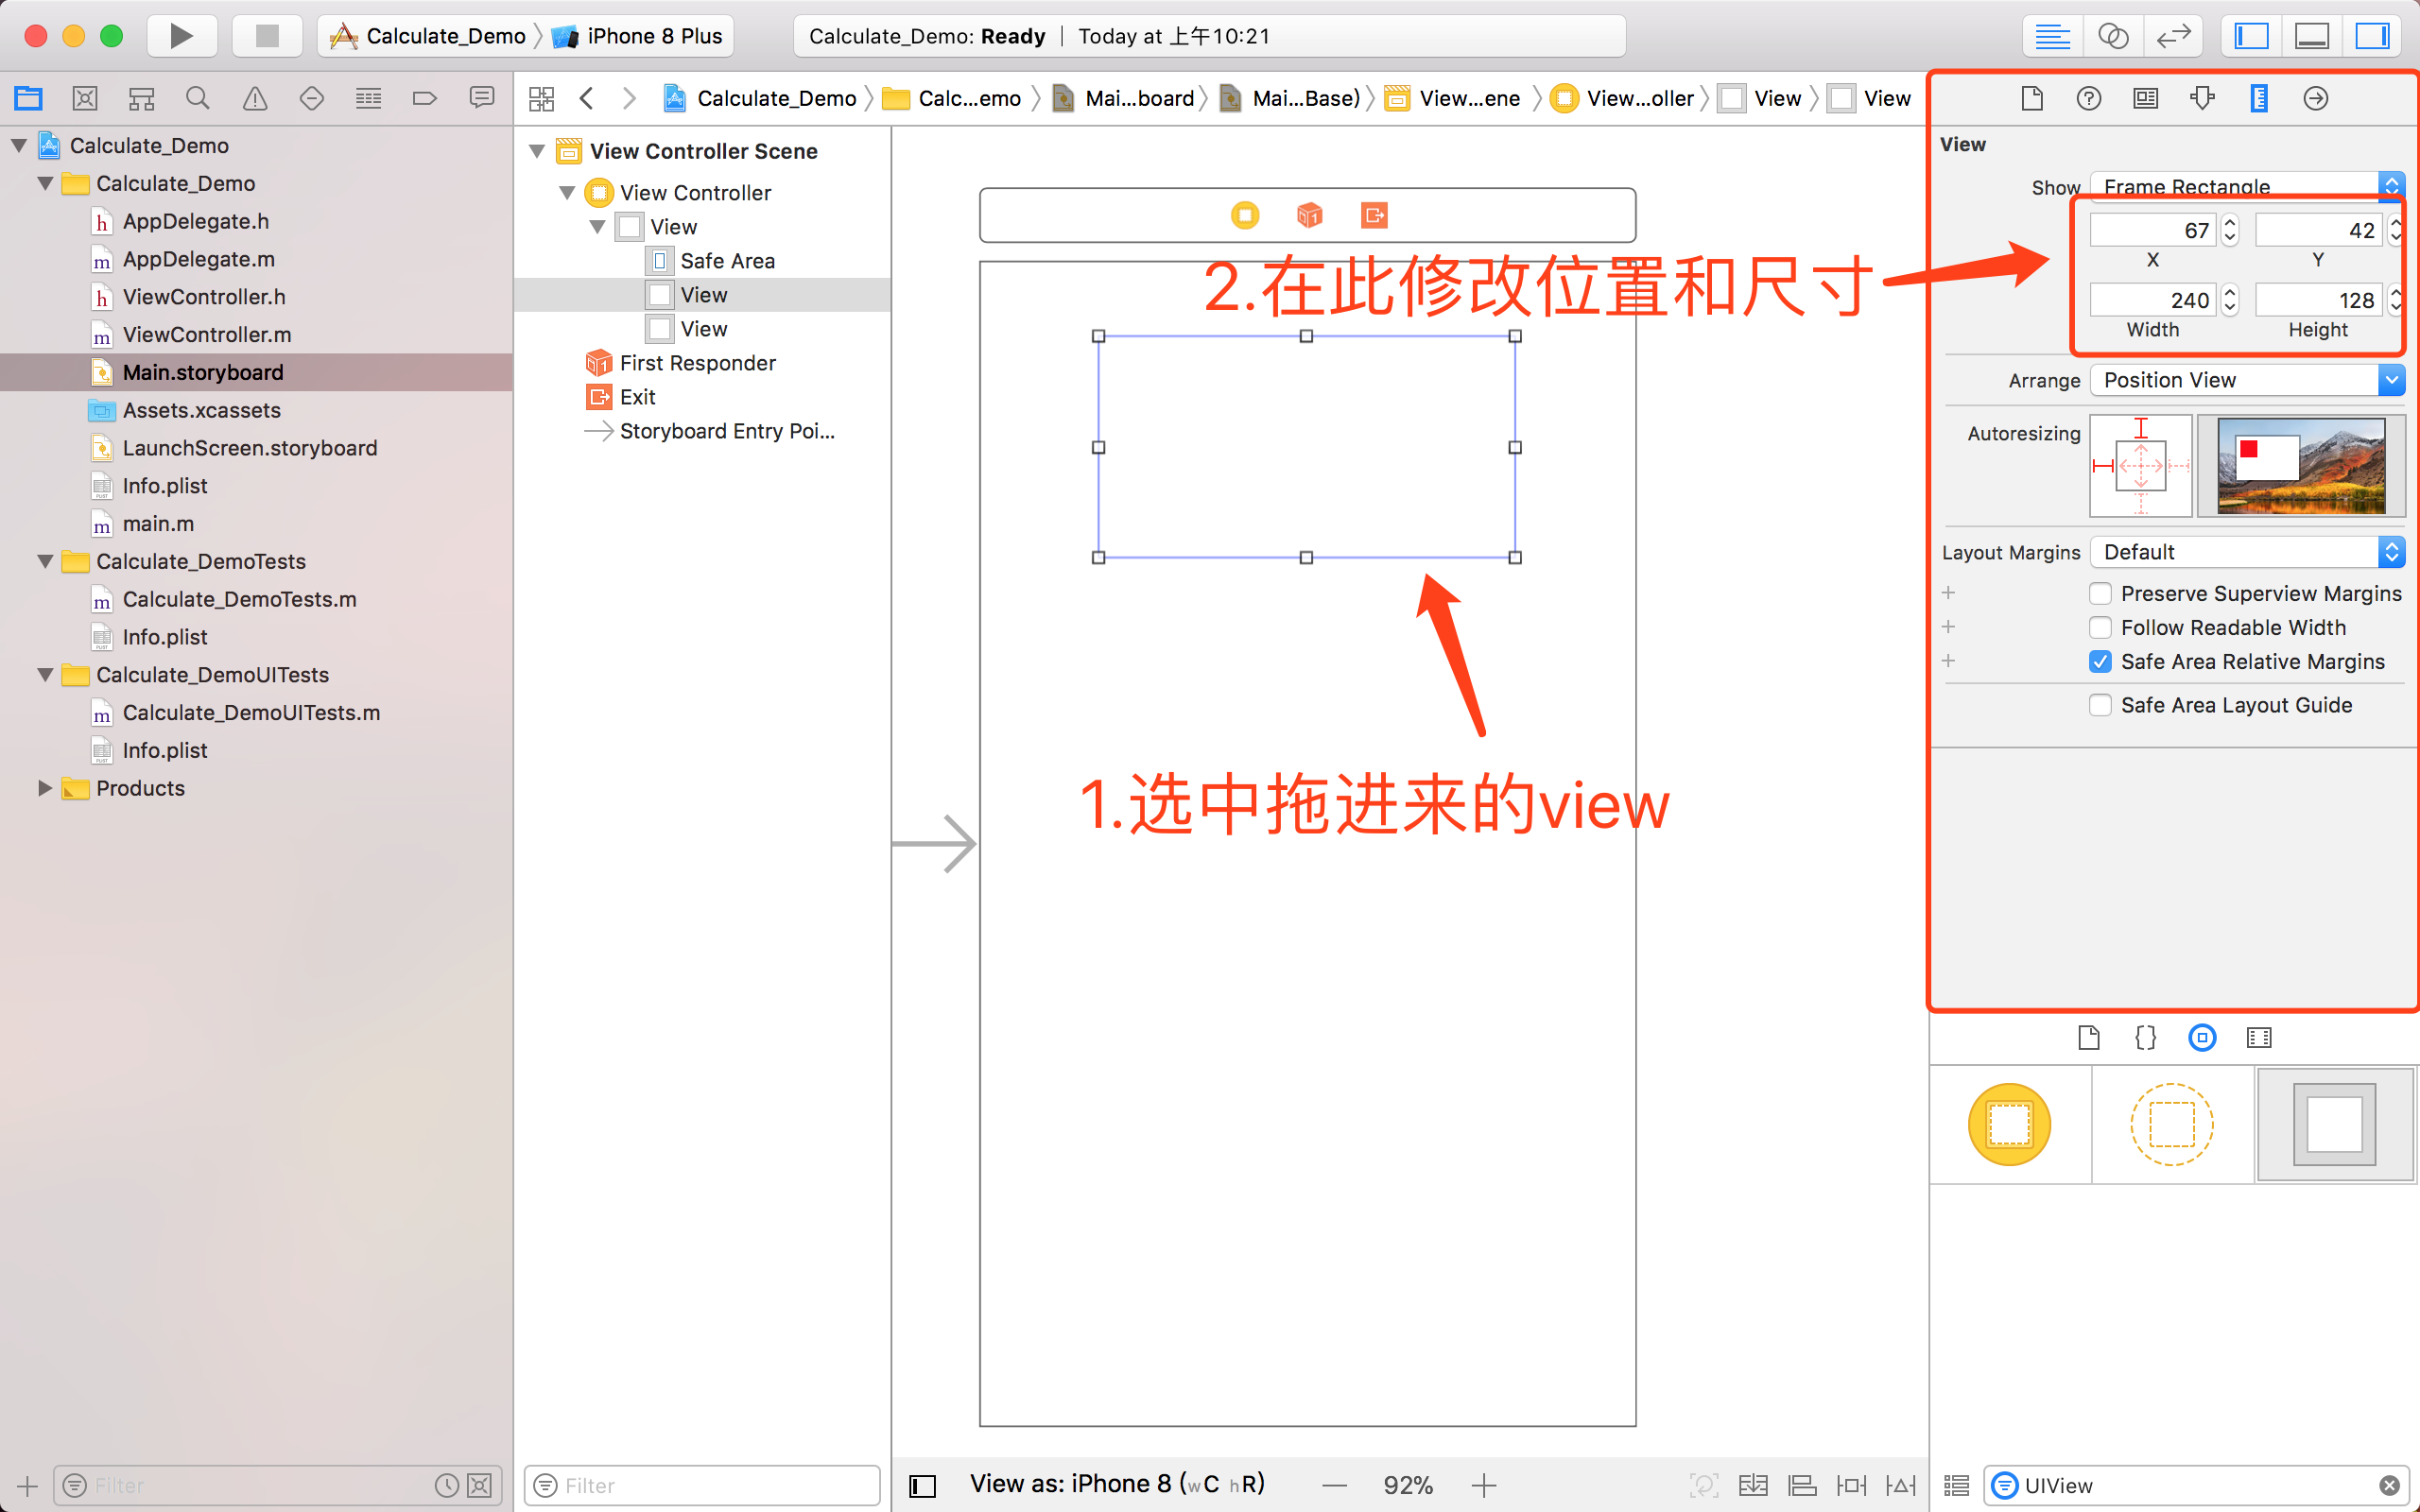 Calculate_Demo
iPhone 8 Plus
Calculate_Demo: Ready | Today at 上午10:21
Calculate_Demo
Calc...emo
Mai...board
Mai...Base)
View...ene
View...oller
View
View
Calculate_Demo
Calculate_Demo
AppDelegate.h
AppDelegate.m
ViewController.h
ViewController.m
Main.storyboard
Assets.xcassets
LaunchScreen.storyboard
Info.plist
main.m
Calculate_DemoTests
Calculate_DemoTests.m
Info.plist
Calculate_DemoUITests
Calculate_DemoUITests.m
Info.plist
Products
Filter
View Controller Scene
View Controller
View
Safe Area
View
View
First Responder
Exit
Storyboard Entry Poi...
Filter
2.在此修改位置和尺寸
1.选中拖进来的view
View as: iPhone 8 (wC hR)
92%
View
Show Frame Rectangle
67 42
X Y
240 128
Width Height
Arrange Position View
Autoresizing
Layout Margins Default
Preserve Superview Margins
Follow Readable Width
Safe Area Relative Margins
Safe Area Layout Guide
UIView